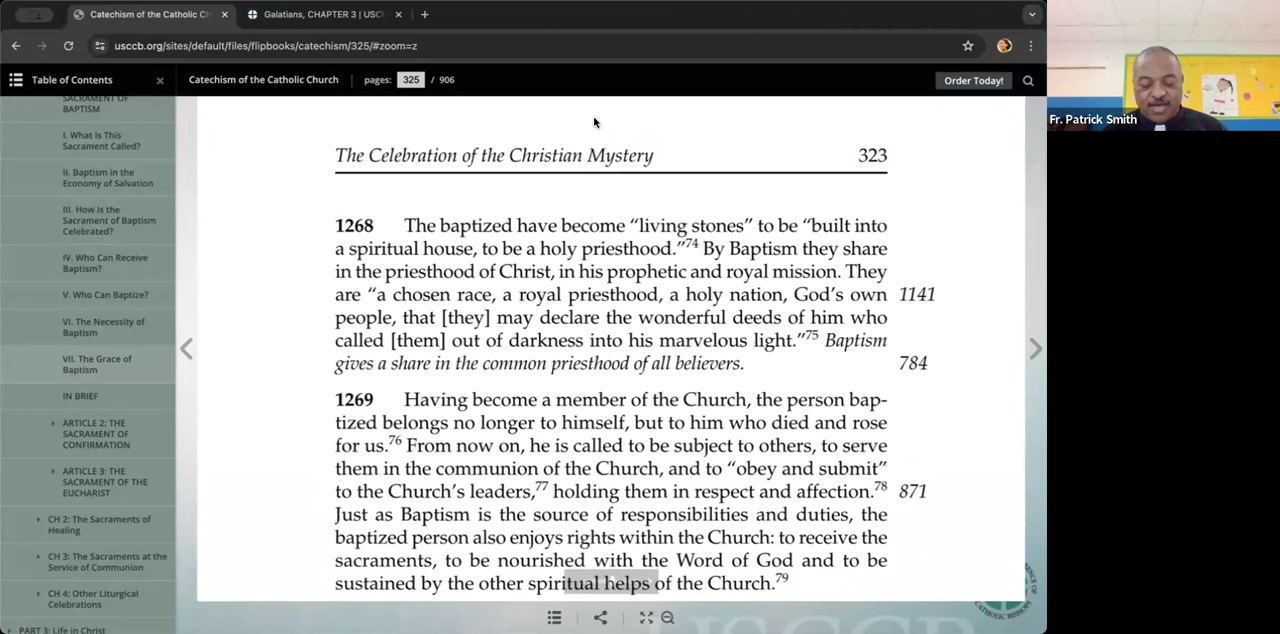 Catechism of the Catholic Ch
Galatians, CHAPTER 3 | USC
usccb.org/sites/default/files/flipbooks/catechism/325/#zoom=z
Table of Contents
Catechism of the Catholic Church
pages: 325 / 906
Order Today!
SACRAMENT OF
BAPTISM
I. What Is This
Sacrament Called?
Ii. Baptism in the
Economy of Salvation
III. How is the
Sacrament of Baptism
Celebrated?
IV. Who Can Receive
Baptism?
V. Who Can Baptize?
VI. The Necessity of
Baptism
VII. The Grace of
Baptism
IN BRIEF
ARTICLE 2: THE
SACRAMENT OF
CONFIRMATION
ARTICLE 3: THE
SACRAMENT OF THE
EUCHARIST
CH 2: The Sacraments of
Healing
CH 3: The Sacraments at the
Service of Communion
CH 4: Other Liturgical
Celebrations
PART 3: Life in Christ
The Celebration of the Christian Mystery 323
1268 The baptized have become “living stones” to be “built into
a spiritual house, to be a holy priesthood.”74 By Baptism they share
in the priesthood of Christ, in his prophetic and royal mission. They
are “a chosen race, a royal priesthood, a holy nation, God’s own 1141
people, that [they] may declare the wonderful deeds of him who
called [them] out of darkness into his marvelous light.”75 Baptism
gives a share in the common priesthood of all believers. 784
1269 Having become a member of the Church, the person bap-
tized belongs no longer to himself, but to him who died and rose
for us.76 From now on, he is called to be subject to others, to serve
them in the communion of the Church, and to “obey and submit”
to the Church’s leaders,77 holding them in respect and affection.78 871
Just as Baptism is the source of responsibilities and duties, the
baptized person also enjoys rights within the Church: to receive the
sacraments, to be nourished with the Word of God and to be
sustained by the other spiritual helps of the Church.79
Fr. Patrick Smith